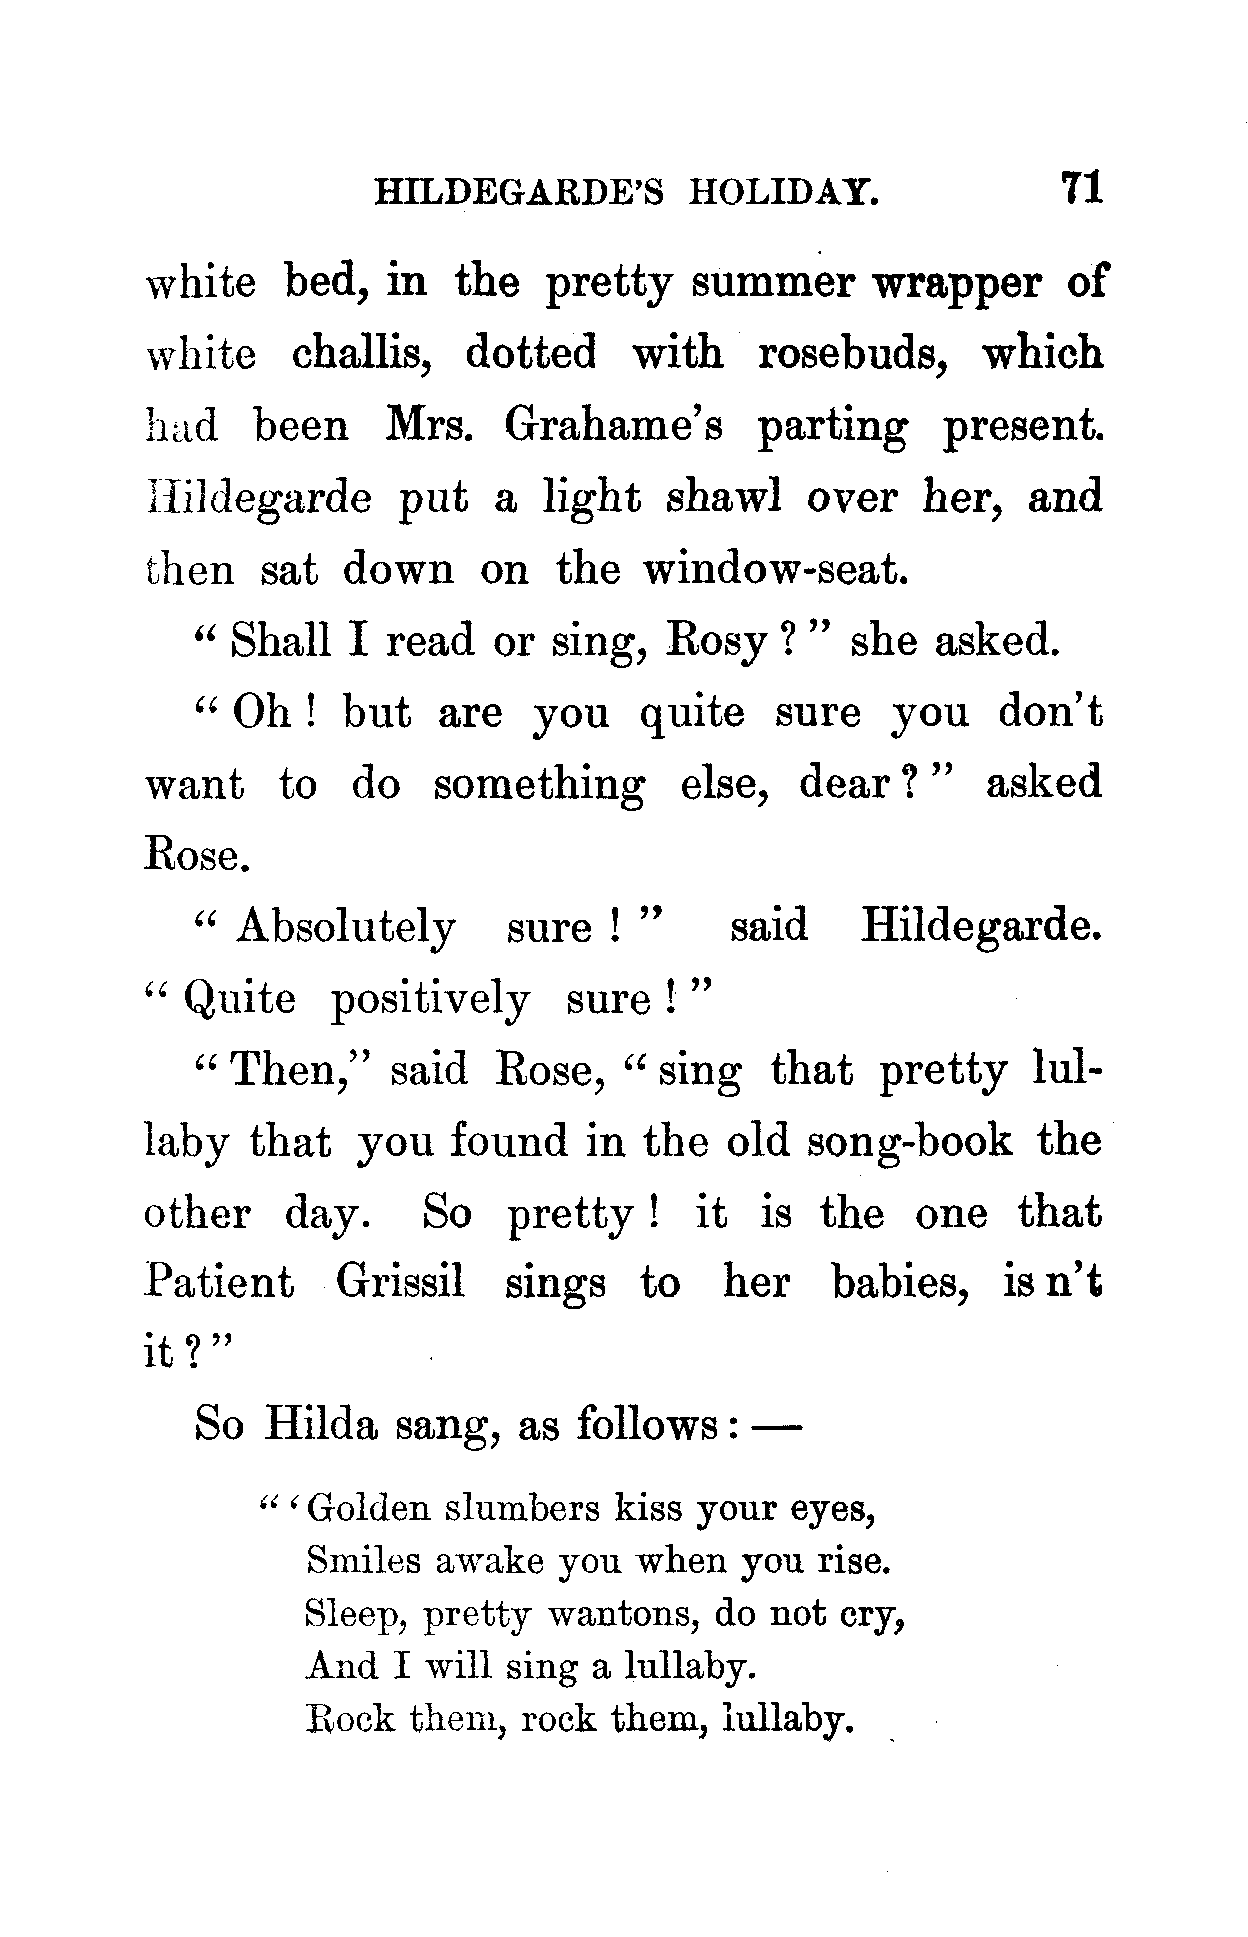 HILDEGARDE'S HOLIDAY. 71
white bed, in the pretty summer wrapper of
white challis, dotted with rosebuds, which
had been Mrs. Grahame's parting present.
Hildegarde put a light shawl over her, and
then sat down on the window-seat.
"Shall I read or sing, Rosy?" she asked.
"Oh! but are you quite sure you don't
want to do something else, dear?" asked
Rose.
"Absolutely sure!" said Hildegarde.
"Quite positively sure!"
"Then," said Rose, "sing that pretty lul-
laby that you found in the old song-book the
other day. So pretty! it is the one that
Patient Grissil sings to her babies, is n't
it?"
So Hilda sang, as follows: —
"'Golden slumbers kiss your eyes,
Smiles awake you when you rise.
Sleep, pretty wantons, do not cry,
And I will sing a lullaby.
Rock them, rock them, lullaby.